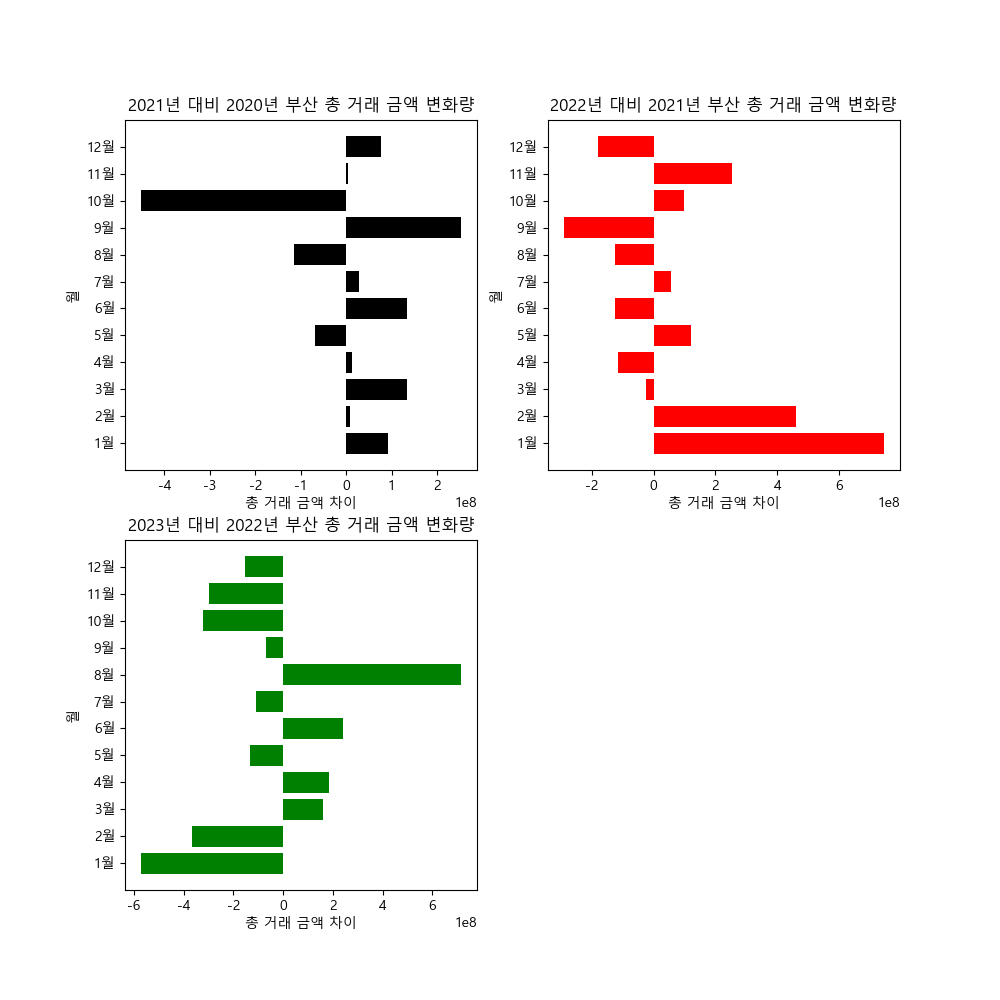 2021년 대비 2020년 부산 총 거래 금액 변화량
월
12월
11월
10월
9월
8월
7월
6월
5월
4월
3월
2월
1월
-4 -3 -2 -1 0 1 2
1e8
총 거래 금액 차이
2022년 대비 2021년 부산 총 거래 금액 변화량
월
12월
11월
10월
9월
8월
7월
6월
5월
4월
3월
2월
1월
-2 0 2 4 6
1e8
총 거래 금액 차이
2023년 대비 2022년 부산 총 거래 금액 변화량
월
12월
11월
10월
9월
8월
7월
6월
5월
4월
3월
2월
1월
-6 -4 -2 0 2 4 6
1e8
총 거래 금액 차이